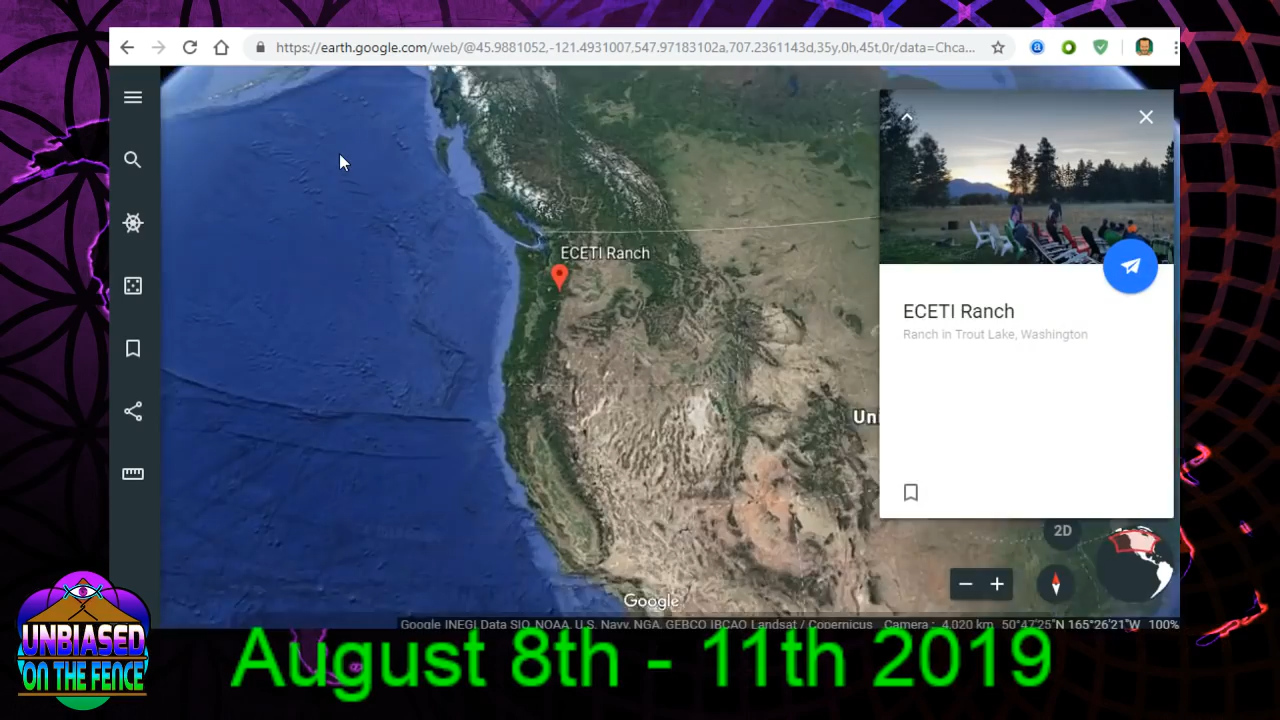 https://earth.google.com/web/@45.9881052,-121.4931007,547.97183102a,707.2361143d,35y,0h,45t,0r/data=Chca...
ECETI Ranch
ECETI Ranch
Ranch in Trout Lake, Washington
Uni
2D
Google
Google INEGI Data SIO, NOAA, U.S. Navy, NGA, GEBCO IBCAO Landsat / Copernicus Camera : 4,020 km 50°47'25"N 165°26'21"W 100%
UNBIASED
ON THE FENCE
August 8th - 11th 2019